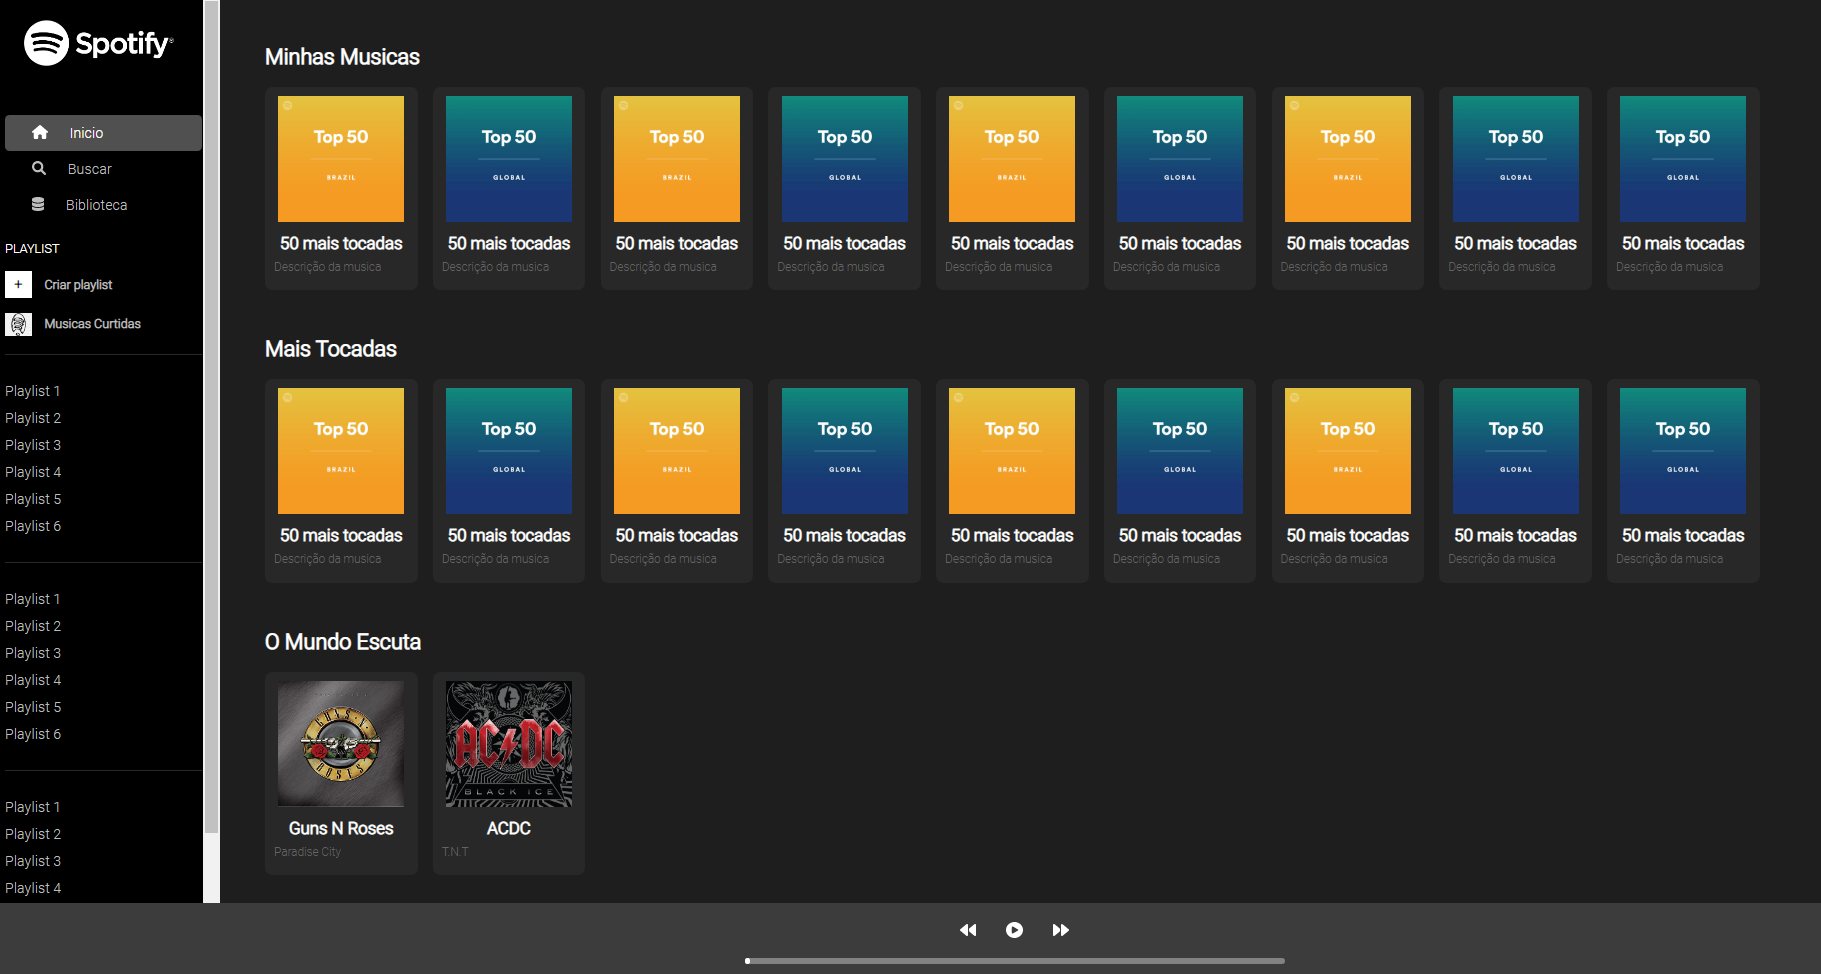 Spotify®
Inicio
Buscar
Biblioteca
PLAYLIST
+ Criar playlist
Musicas Curtidas
Playlist 1
Playlist 2
Playlist 3
Playlist 4
Playlist 5
Playlist 6
Playlist 1
Playlist 2
Playlist 3
Playlist 4
Playlist 5
Playlist 6
Playlist 1
Playlist 2
Playlist 3
Playlist 4
Minhas Musicas
Top 50 Top 50 Top 50 Top 50 Top 50 Top 50 Top 50 Top 50 Top 50
BRAZIL GLOBAL BRAZIL GLOBAL BRAZIL GLOBAL BRAZIL GLOBAL GLOBAL
50 mais tocadas 50 mais tocadas 50 mais tocadas 50 mais tocadas 50 mais tocadas 50 mais tocadas 50 mais tocadas 50 mais tocadas 50 mais tocadas
Descrição da musica Descrição da musica Descrição da musica Descrição da musica Descrição da musica Descrição da musica Descrição da musica Descrição da musica Descrição da musica
Mais Tocadas
Top 50 Top 50 Top 50 Top 50 Top 50 Top 50 Top 50 Top 50 Top 50
BRAZIL GLOBAL BRAZIL GLOBAL BRAZIL GLOBAL BRAZIL GLOBAL GLOBAL
50 mais tocadas 50 mais tocadas 50 mais tocadas 50 mais tocadas 50 mais tocadas 50 mais tocadas 50 mais tocadas 50 mais tocadas 50 mais tocadas
Descrição da musica Descrição da musica Descrição da musica Descrição da musica Descrição da musica Descrição da musica Descrição da musica Descrição da musica Descrição da musica
O Mundo Escuta
GUNS N' ROSES
AC DC
BLACK ICE
Guns N Roses ACDC
Paradise City T.N.T